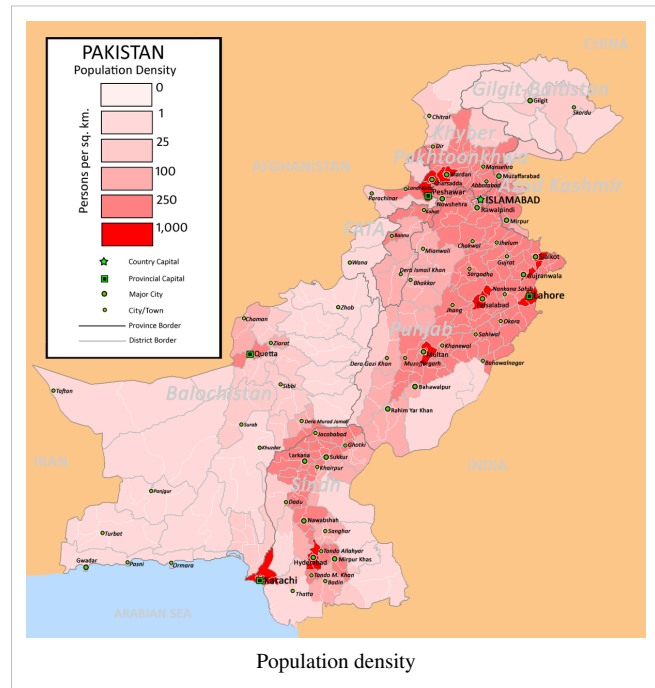 PAKISTAN
Population Density
Persons per sq. km.
0
1
25
100
250
1,000
Country Capital
Provincial Capital
Major City
City/Town
Province Border
District Border
CHINA
Gilgit-Baltistan
Gilgit
Skardu
Chitral
Khyber
Pakhtoonkhwa
Dir
AFGHANISTAN
Mansehra
Muzaffarabad
Mardan
Charsadda
Abbottabad
Azad Kashmir
Landi Kotal
Peshawar
Parachinar
Nowshehra
ISLAMABAD
Rawalpindi
Kohat
Mirpur
FATA
Bannu
Chakwal
Jhelum
Mianwali
Gujrat
Sialkot
Wana
Dera Ismail Khan
Sargodha
Gujranwala
Bhakkar
Nankana Sahib
Lahore
Faisalabad
Zhob
Jhang
Chaman
Okara
Punjab
Sahiwal
Ziarat
Khanewal
Quetta
Multan
Dera Gazi Khan
Muzaffargarh
Bahawalnagar
Sibbi
Bahawalpur
Taftan
Balochistan
Rahim Yar Khan
Surab
Dera Murad Jamali
Jacobabad
Khuzdar
Ghotki
IRAN
Larkana
Sukkur
INDIA
Khairpur
Sindh
Panjgur
Dadu
Nawabshah
Turbat
Sanghar
Tando Allahyar
Gwadar
Pasni
Ormara
Hyderabad
Mirpur Khas
Karachi
Tando M. Khan
Badin
Thatta
ARABIAN SEA
Population density